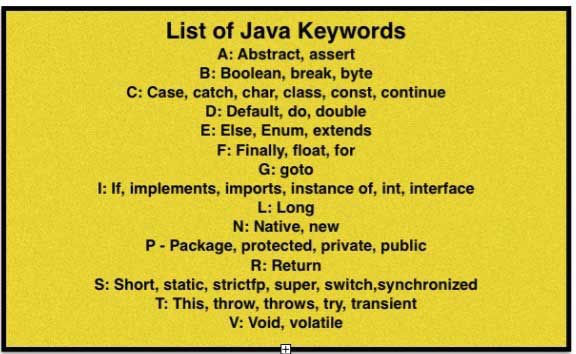 List of Java Keywords
A: Abstract, assert
B: Boolean, break, byte
C: Case, catch, char, class, const, continue
D: Default, do, double
E: Else, Enum, extends
F: Finally, float, for
G: goto
I: If, implements, imports, instance of, int, interface
L: Long
N: Native, new
P - Package, protected, private, public
R: Return
S: Short, static, strictfp, super, switch,synchronized
T: This, throw, throws, try, transient
V: Void, volatile